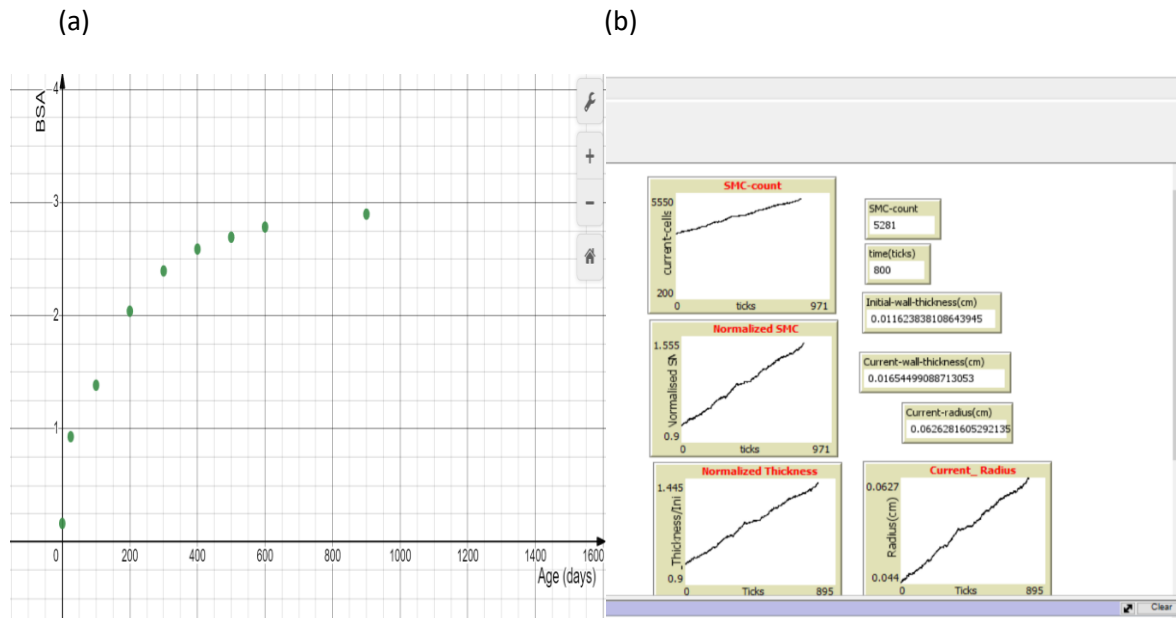 (a)
(b)
4
BSA
3
2
1
0
200
400
600
800
1000
1200
1400
1600
Age (days)
+
−
SMC-count
5550
current-cells
200
0
ticks
971
Normalized SMC
1.555
Normalised
0.9
0
ticks
971
Normalized Thickness
1.445
Thickness/Ini
0.9
0
Ticks
895
SMC-count
5281
time(ticks)
800
Initial-wall-thickness(cm)
0.011623838108643945
Current-wall-thickness(cm)
0.01654499088713053
Current-radius(cm)
0.0626281605292135
Current_ Radius
0.0627
Radius(cm)
0.044
0
Ticks
895
Clear